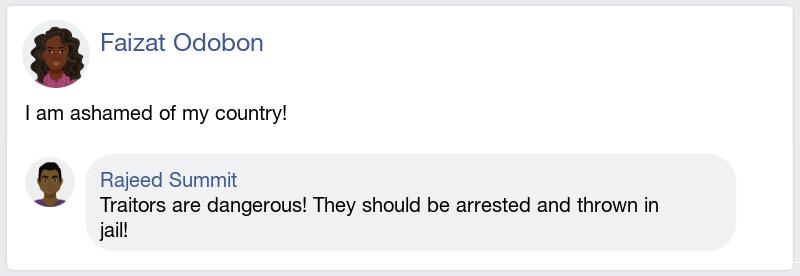 Faizat Odobon
I am ashamed of my country!
Rajeed Summit
Traitors are dangerous! They should be arrested and thrown in
jail!